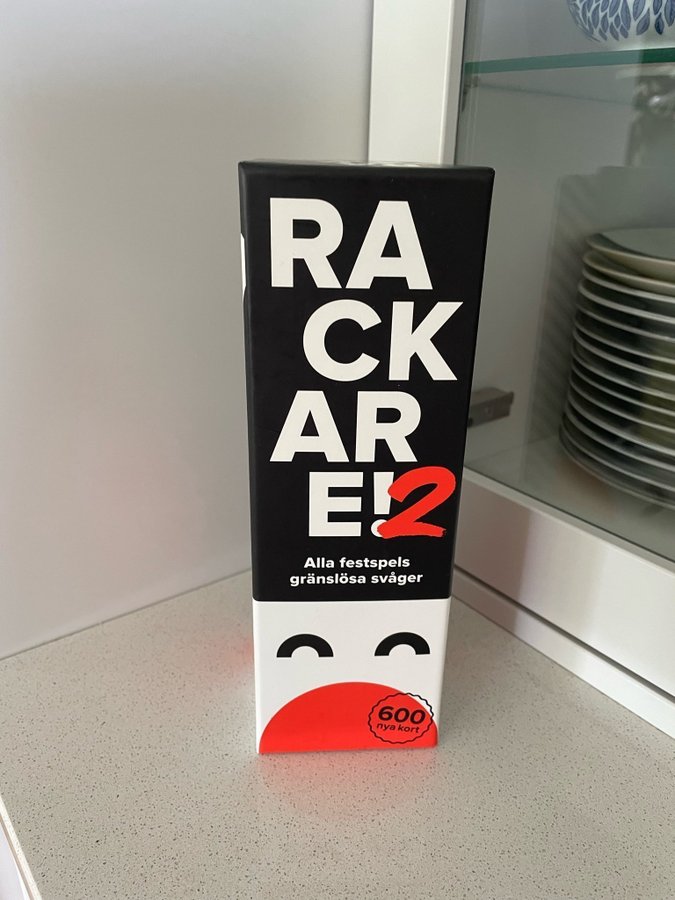 RA
CK
AR
E!2
Alla festspels
gränslösa svåger
600
nya kort